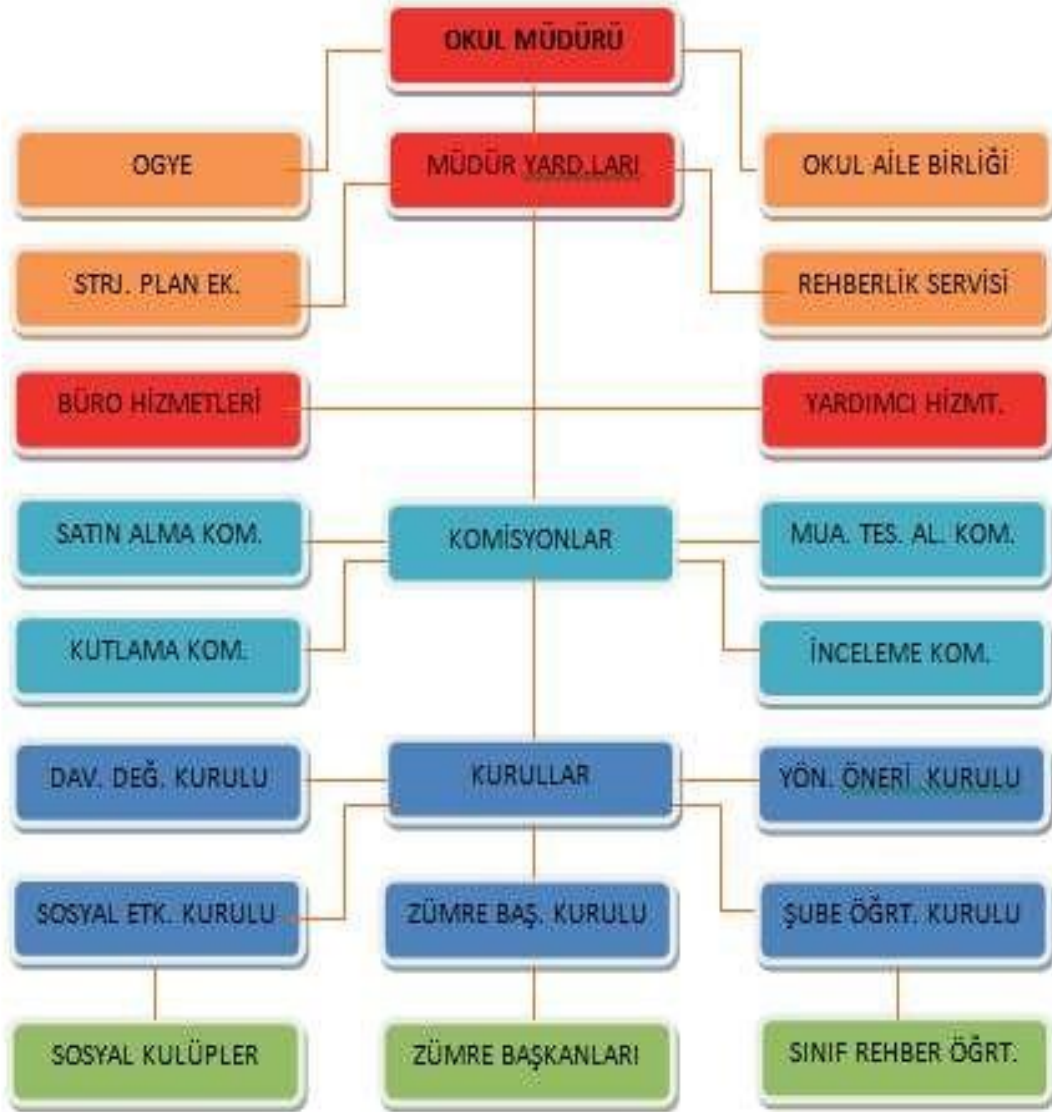 OKUL MÜDÜRÜ
OGYE
MÜDÜR YARD.LARI
OKUL AİLE BİRLİĞİ
STRJ. PLAN EK.
REHBERLİK SERVİSİ
BÜRO HİZMETLERİ
YARDIMCI HİZMT.
SATIN ALMA KOM.
KOMİSYONLAR
MUA. TES. AL. KOM.
KUTLAMA KOM.
İNCELEME KOM.
DAV. DEĞ. KURULU
KURULLAR
YÖN. ÖNERİ .KURULU
SOSYAL ETK. KURULU
ZÜMRE BAŞ. KURULU
ŞUBE ÖĞRT. KURULU
SOSYAL KULÜPLER
ZÜMRE BAŞKANLARI
SINIF REHBER ÖĞRT.